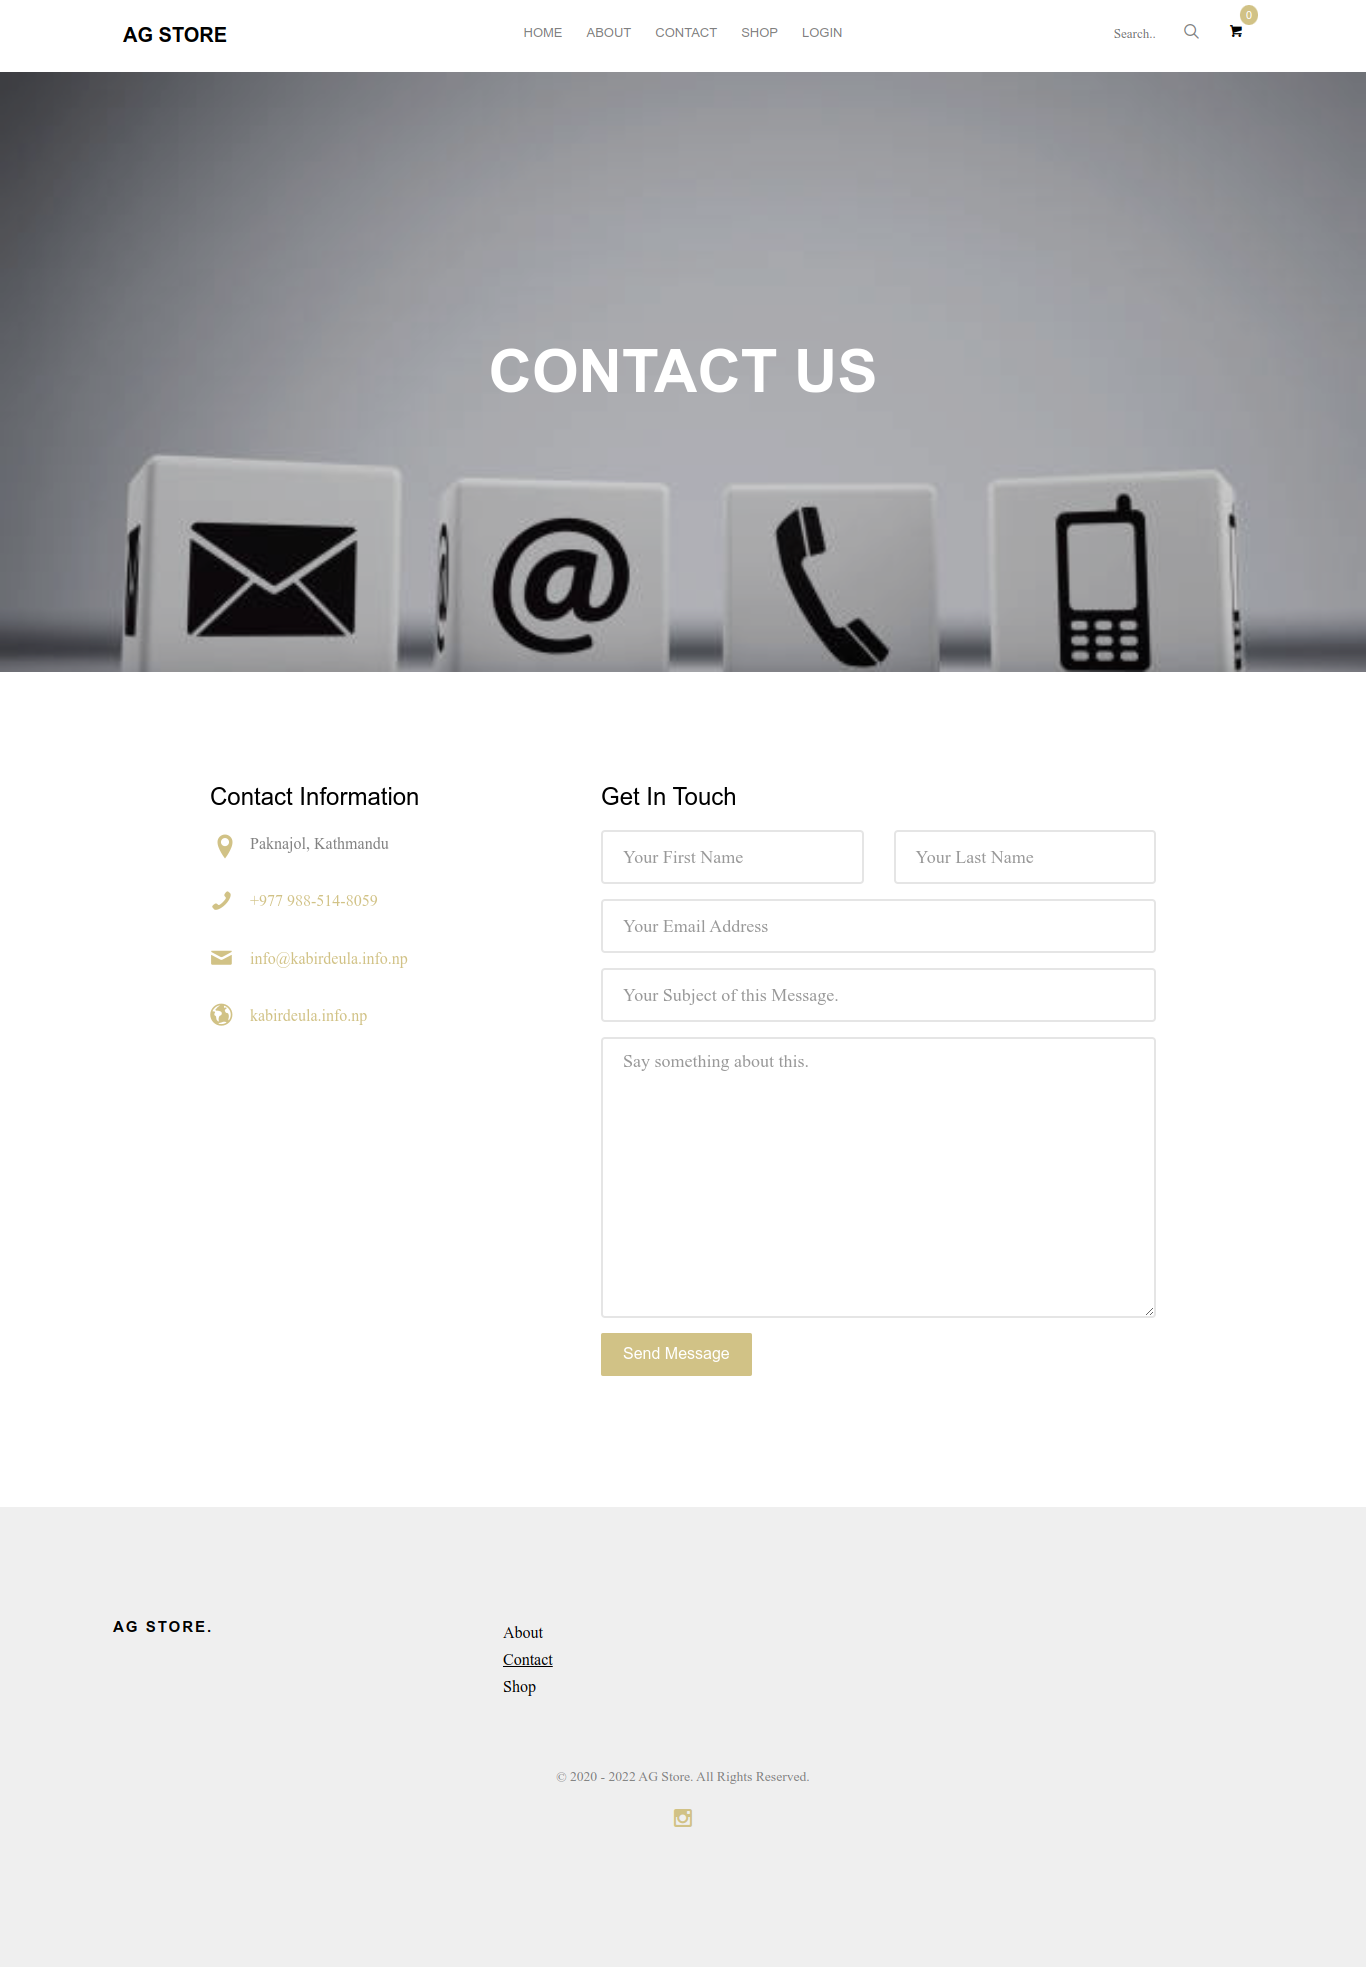 AG STORE
HOME ABOUT CONTACT SHOP LOGIN
Search..
0
CONTACT US
Contact Information
Paknajol, Kathmandu
+977 988-514-8059
info@kabirdeula.info.np
kabirdeula.info.np
Get In Touch
Your First Name
Your Last Name
Your Email Address
Your Subject of this Message.
Say something about this.
Send Message
AG STORE.
About
Contact
Shop
© 2020 - 2022 AG Store. All Rights Reserved.